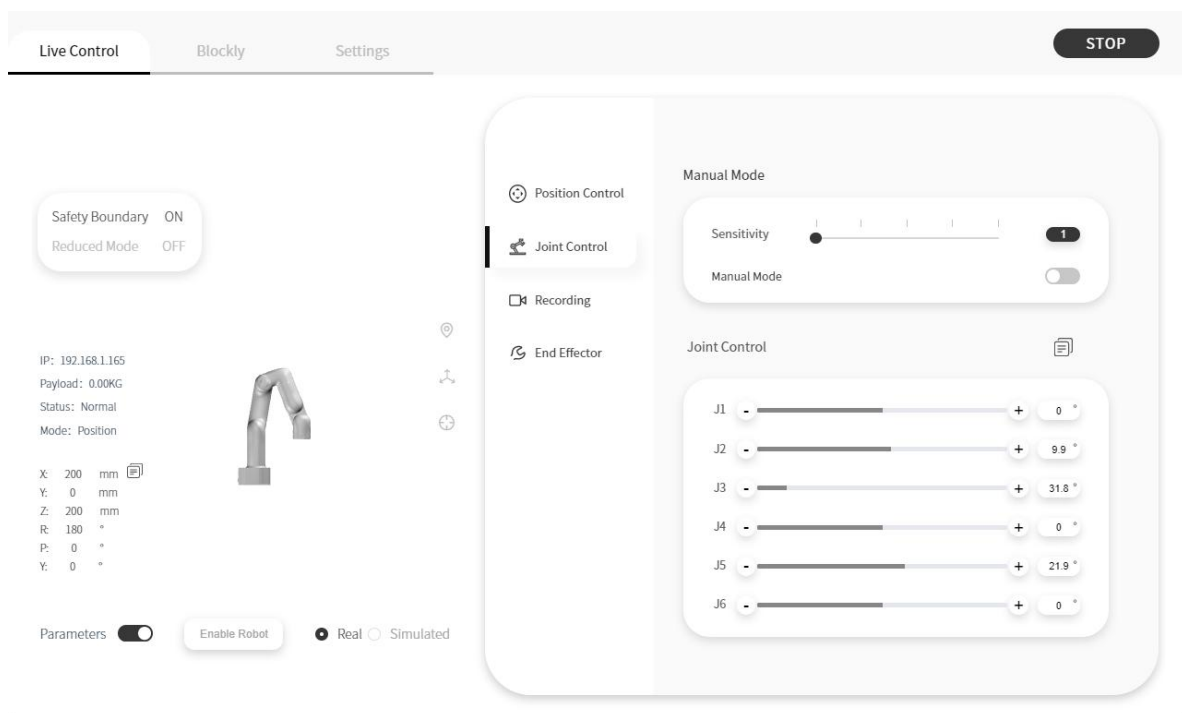 Live Control Blockly Settings STOP
Safety Boundary ON
Reduced Mode OFF
IP: 192.168.1.165
Payload: 0.00KG
Status: Normal
Mode: Position
X: 200 mm
Y: 0 mm
Z: 200 mm
R: 180 °
P: 0 °
Y: 0 °
Parameters Enable Robot Real Simulated
Position Control
Joint Control
Recording
End Effector
Manual Mode
Sensitivity 1
Manual Mode
Joint Control
J1 - + 0 °
J2 - + 9.9 °
J3 - + 31.8 °
J4 - + 0 °
J5 - + 21.9 °
J6 - + 0 °